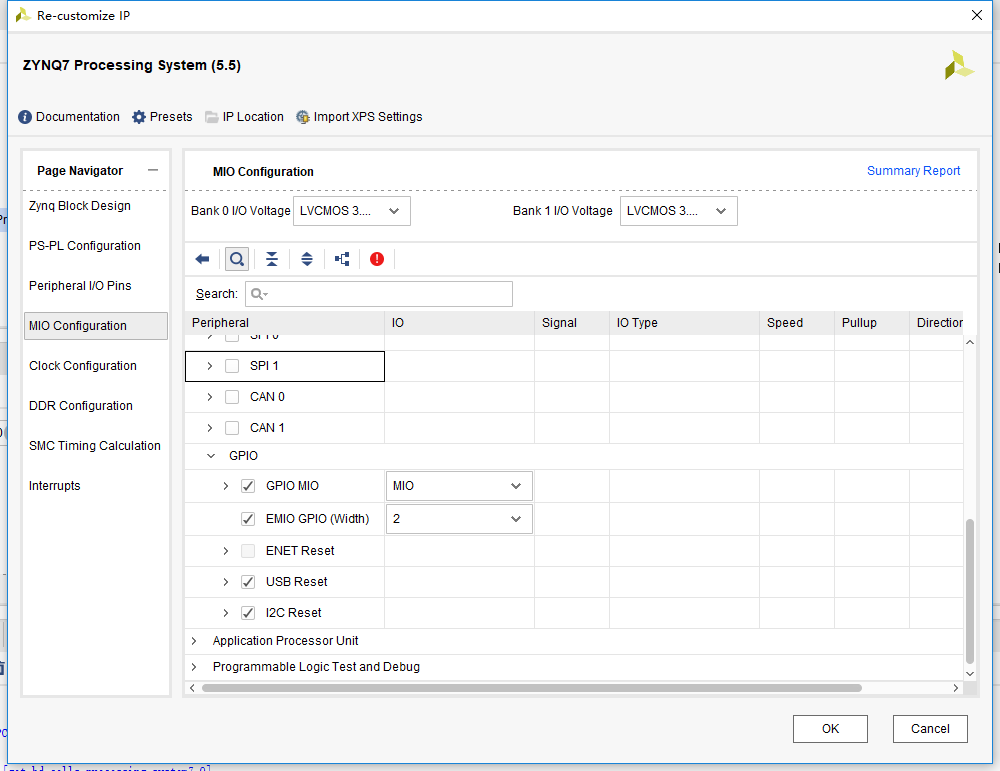 Re-customize IP
ZYNQ7 Processing System (5.5)
Documentation Presets IP Location Import XPS Settings
Page Navigator
Zynq Block Design
PS-PL Configuration
Peripheral I/O Pins
MIO Configuration
Clock Configuration
DDR Configuration
SMC Timing Calculation
Interrupts
MIO Configuration Summary Report
Bank 0 I/O Voltage LVCMOS 3.... Bank 1 I/O Voltage LVCMOS 3....
Search:
Peripheral IO Signal IO Type Speed Pullup Direction
SPI 0
SPI 1
CAN 0
CAN 1
GPIO
GPIO MIO MIO
EMIO GPIO (Width) 2
ENET Reset
USB Reset
I2C Reset
Application Processor Unit
Programmable Logic Test and Debug
OK Cancel